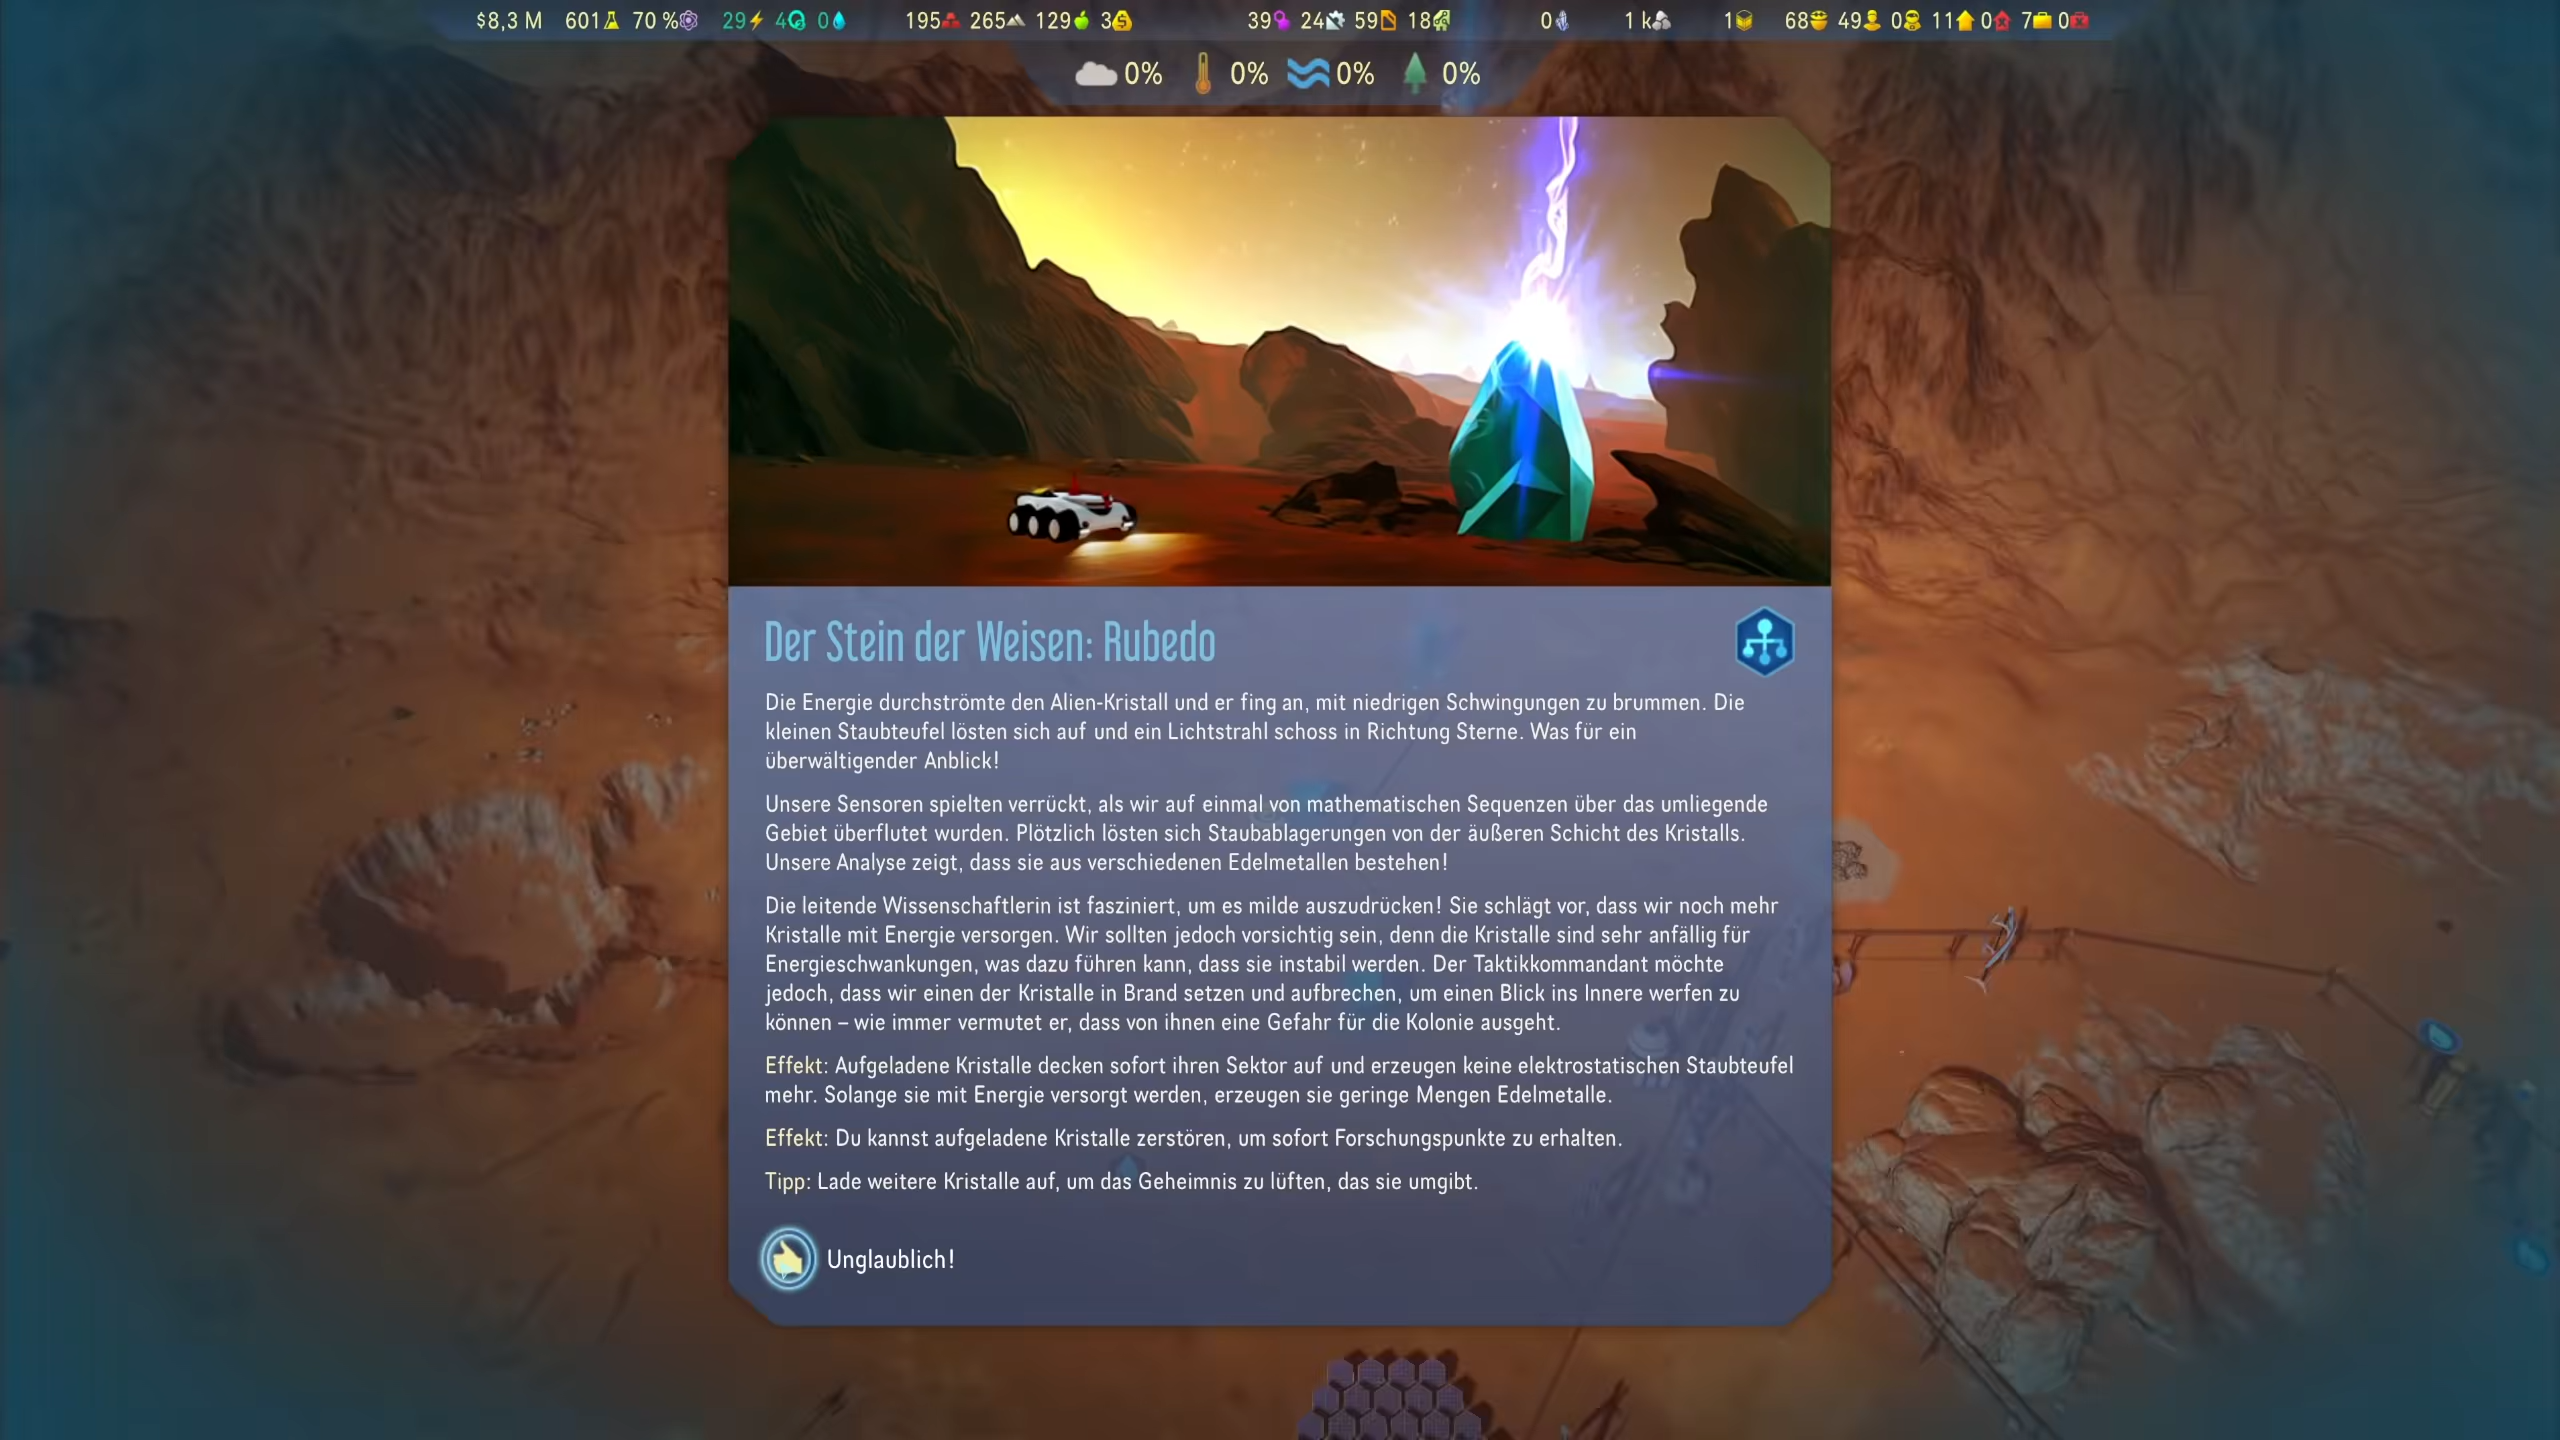 $8,3 M 601 70 % 29 4 0 195 265 129 3 39 24 59 18 0 1 k 1 68 49 0 11 0 7 0
0% 0% 0% 0%
Der Stein der Weisen: Rubedo
Die Energie durchströmte den Alien-Kristall und er fing an, mit niedrigen Schwingungen zu brummen. Die
kleinen Staubteufel lösten sich auf und ein Lichtstrahl schoss in Richtung Sterne. Was für ein
überwältigender Anblick!
Unsere Sensoren spielten verrückt, als wir auf einmal von mathematischen Sequenzen über das umliegende
Gebiet überflutet wurden. Plötzlich lösten sich Staubablagerungen von der äußeren Schicht des Kristalls.
Unsere Analyse zeigt, dass sie aus verschiedenen Edelmetallen bestehen!
Die leitende Wissenschaftlerin ist fasziniert, um es milde auszudrücken! Sie schlägt vor, dass wir noch mehr
Kristalle mit Energie versorgen. Wir sollten jedoch vorsichtig sein, denn die Kristalle sind sehr anfällig für
Energieschwankungen, was dazu führen kann, dass sie instabil werden. Der Taktikkommandant möchte
jedoch, dass wir einen der Kristalle in Brand setzen und aufbrechen, um einen Blick ins Innere werfen zu
können – wie immer vermutet er, dass von ihnen eine Gefahr für die Kolonie ausgeht.
Effekt: Aufgeladene Kristalle decken sofort ihren Sektor auf und erzeugen keine elektrostatischen Staubteufel
mehr. Solange sie mit Energie versorgt werden, erzeugen sie geringe Mengen Edelmetalle.
Effekt: Du kannst aufgeladene Kristalle zerstören, um sofort Forschungspunkte zu erhalten.
Tipp: Lade weitere Kristalle auf, um das Geheimnis zu lüften, das sie umgibt.
Unglaublich!